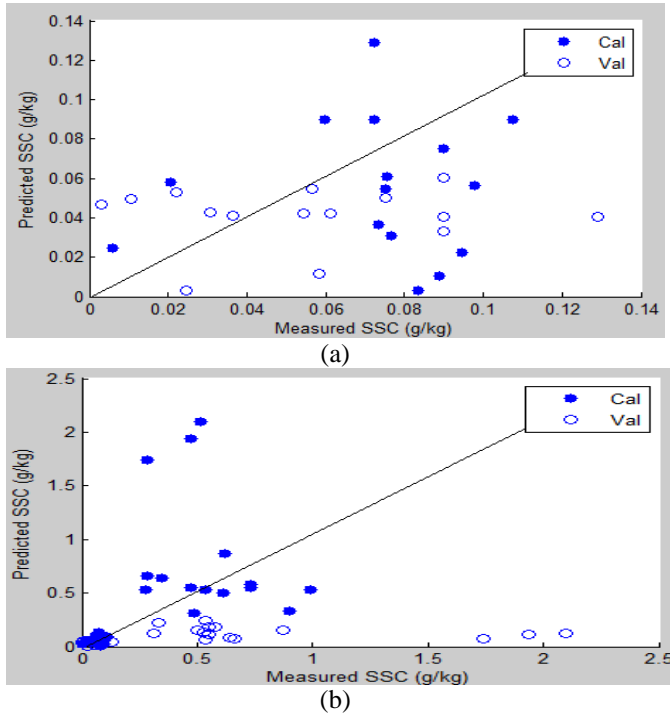 0.14
0.12
0.1
0.08
0.06
0.04
0.02
0
Predicted SSC (g/kg)
Cal
Val
0 0.02 0.04 0.06 0.08 0.1 0.12 0.14
Measured SSC (g/kg)
(a)
2.5
2
1.5
1
0.5
0
Predicted SSC (g/kg)
Cal
Val
0 0.5 1 1.5 2 2.5
Measured SSC (g/kg)
(b)